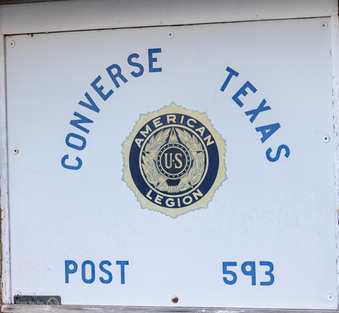 CONVERSE TEXAS
AMERICAN
U.S
LEGION
POST 593